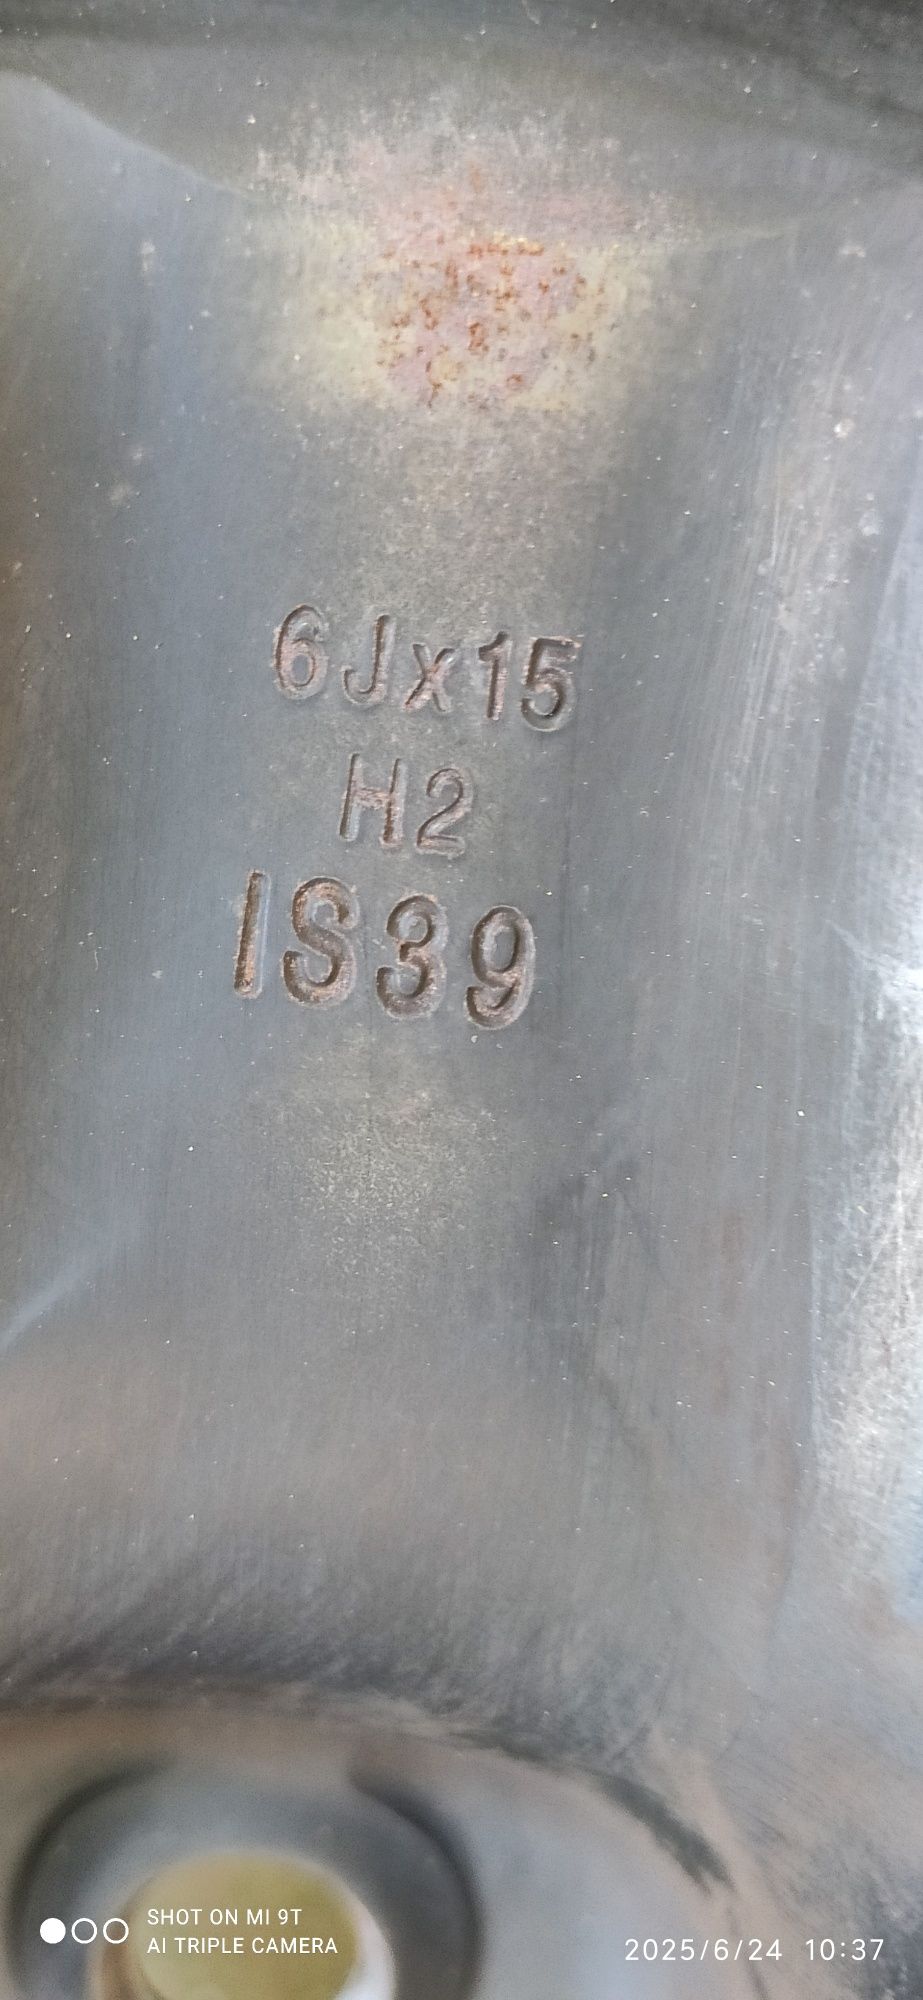 6Jx15
H2
IS39
SHOT ON MI 9T
AI TRIPLE CAMERA
2025/6/24 10:37